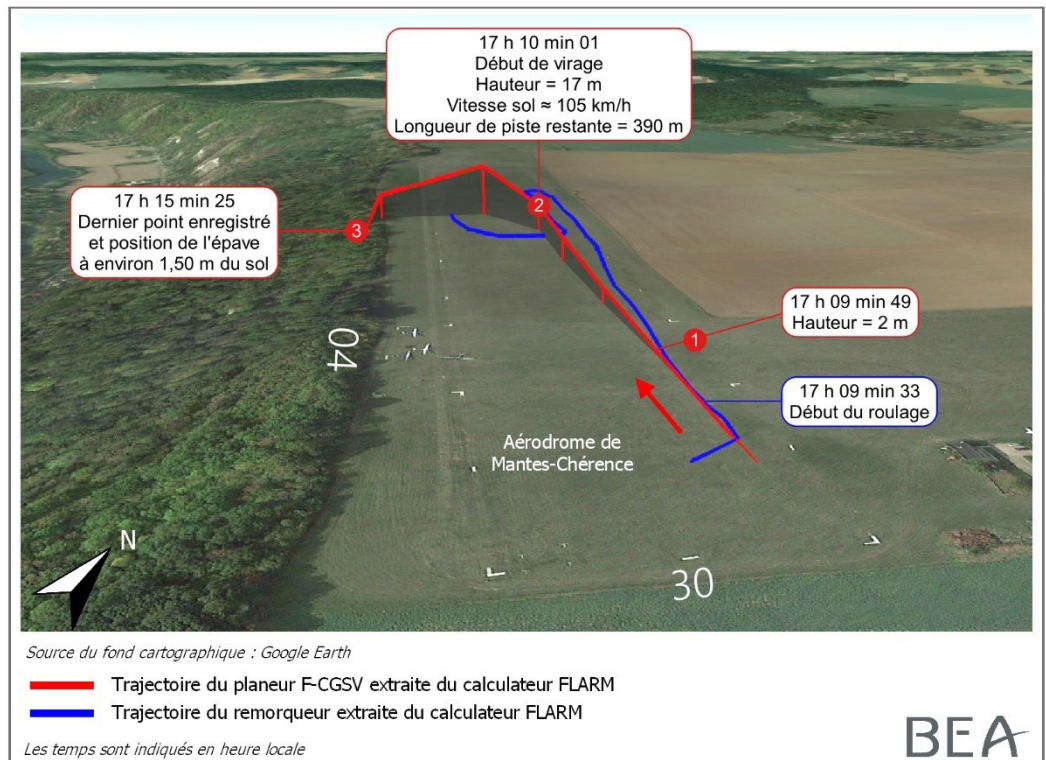 17 h 10 min 01
Début de virage
Hauteur = 17 m
Vitesse sol ≈ 105 km/h
Longueur de piste restante = 390 m
17 h 15 min 25
Dernier point enregistré
et position de l'épave
à environ 1,50 m du sol
3
2
1
17 h 09 min 49
Hauteur = 2 m
17 h 09 min 33
Début du roulage
04
Aérodrome de
Mantes-Chérence
N
30
Source du fond cartographique : Google Earth
Trajectoire du planeur F-CGSV extraite du calculateur FLARM
Trajectoire du remorqueur extraite du calculateur FLARM
Les temps sont indiqués en heure locale
BEA